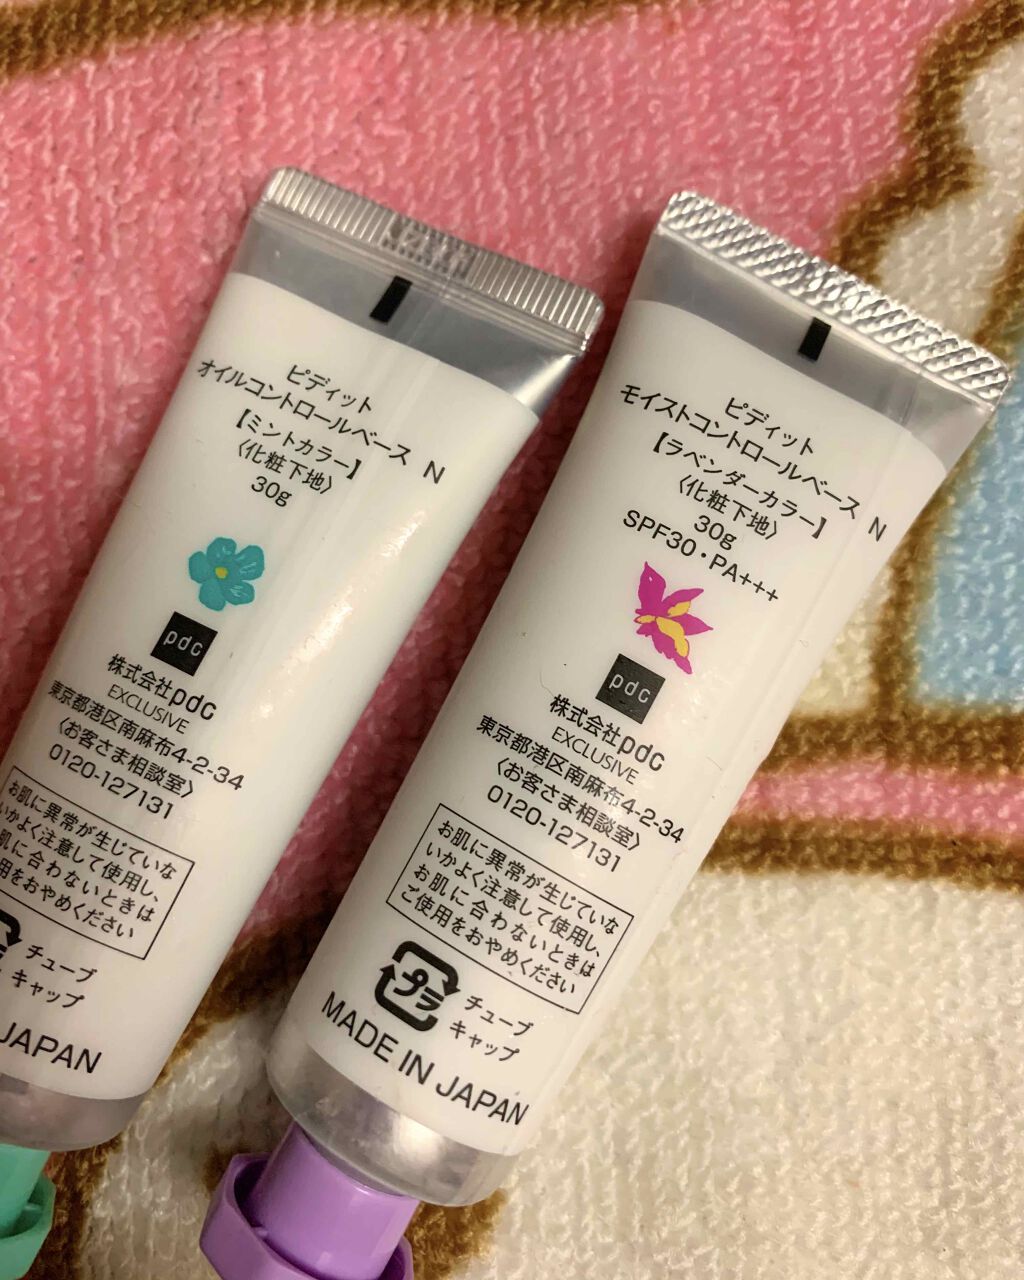 ピディット
オイルコントロールベース N
【ミントカラー】
〈化粧下地〉
30g
pdc
株式会社pdc
EXCLUSIVE
東京都港区南麻布4-2-34
〈お客さま相談室〉
0120-127131
お肌に異常が生じていな
いかよく注意して使用し、
お肌に合わないときは
用をおやめください
チューブ
キャップ
JAPAN
ピディット
モイストコントロールベース N
【ラベンダーカラー】
〈化粧下地〉
30g
SPF30・PA+++
pdc
株式会社pdc
EXCLUSIVE
東京都港区南麻布4-2-34
〈お客さま相談室〉
0120-127131
お肌に異常が生じていな
いかよく注意して使用し、
お肌に合わないときは
ご使用をおやめください
プラ
チューブ
キャップ
MADE IN JAPAN